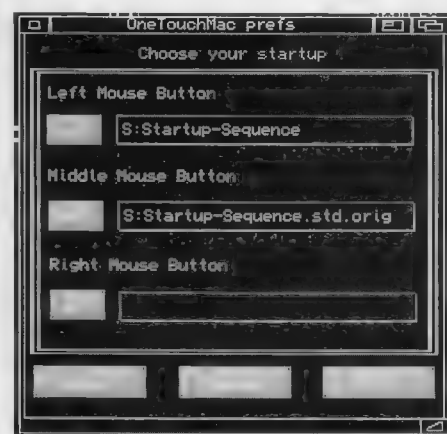 OneTouchMac prefs
Choose your startup
Left Mouse Button
S:Startup-Sequence
Middle Mouse Button
S:Startup-Sequence.std.orig
Right Mouse Button